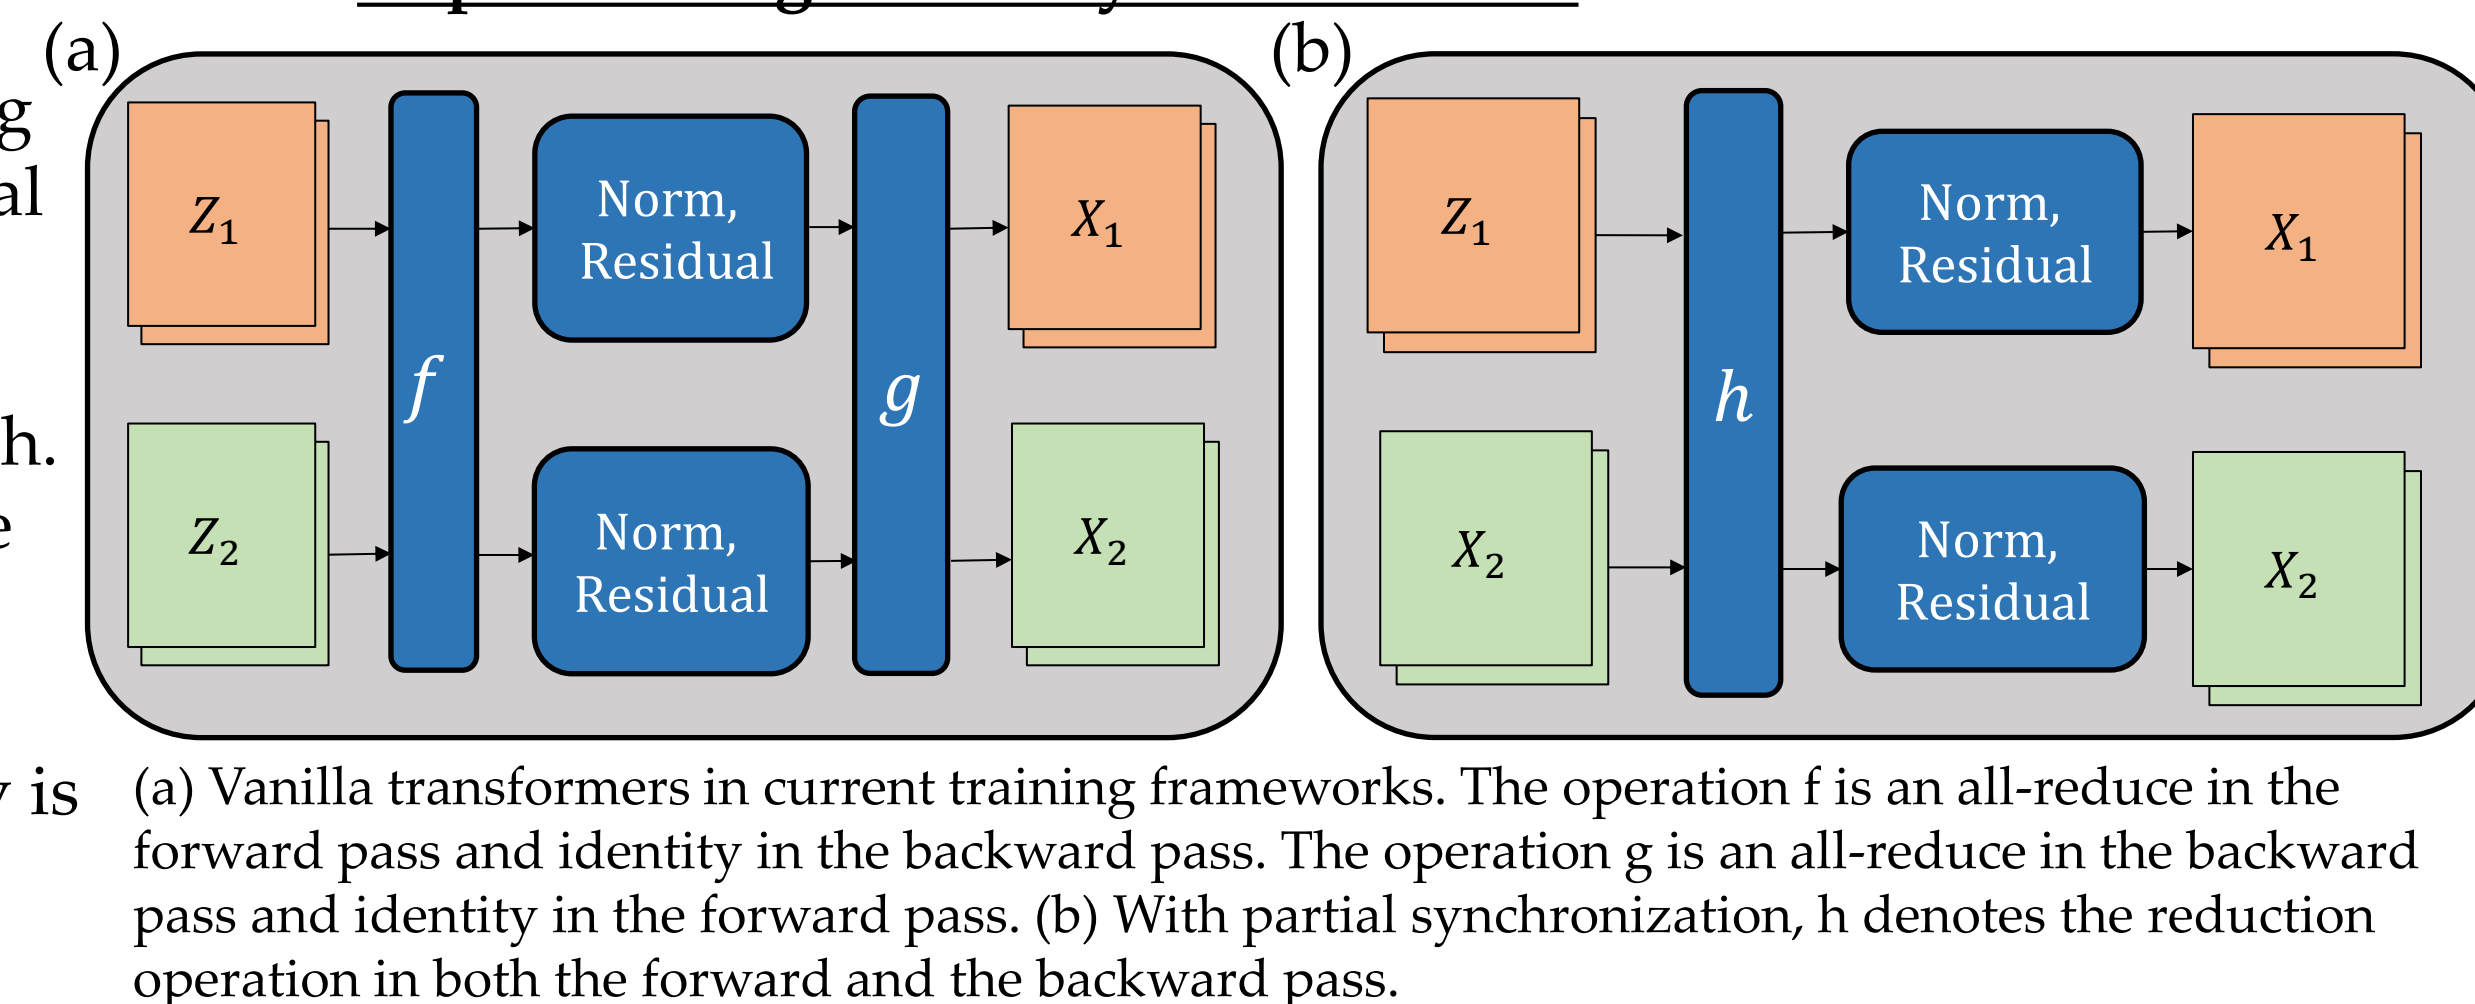 (a)
(b)
g
al
h.
e
y is
Z1
Norm,
Residual
X1
f
g
Z2
Norm,
Residual
X2
Z1
Norm,
Residual
X1
h
X2
Norm,
Residual
X2
(a) Vanilla transformers in current training frameworks. The operation f is an all-reduce in the
forward pass and identity in the backward pass. The operation g is an all-reduce in the backward
pass and identity in the forward pass. (b) With partial synchronization, h denotes the reduction
operation in both the forward and the backward pass.